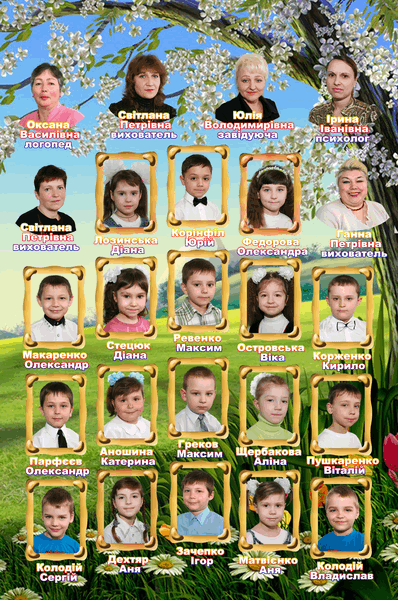 Оксана
Василівна
логопед
Світлана
Петрівна
вихователь
Юлія
Володимирівна
завідуюча
Ірина
Іванівна
психолог
Світлана
Петрівна
вихователь
Лозинська
Діана
Корінфіл
Юрій
Федорова
Олександра
Ганна
Петрівна
вихователь
Макаренко
Олександр
Стецюк
Діана
Ревенко
Максим
Островська
Віка
Корженко
Кирило
Парфєєв
Олександр
Аношина
Катерина
Греков
Максим
Щербакова
Аліна
Пушкаренко
Віталій
Колодій
Сергій
Дехтяр
Аня
Зачепко
Ігор
Матвієнко
Аня
Колодій
Владислав